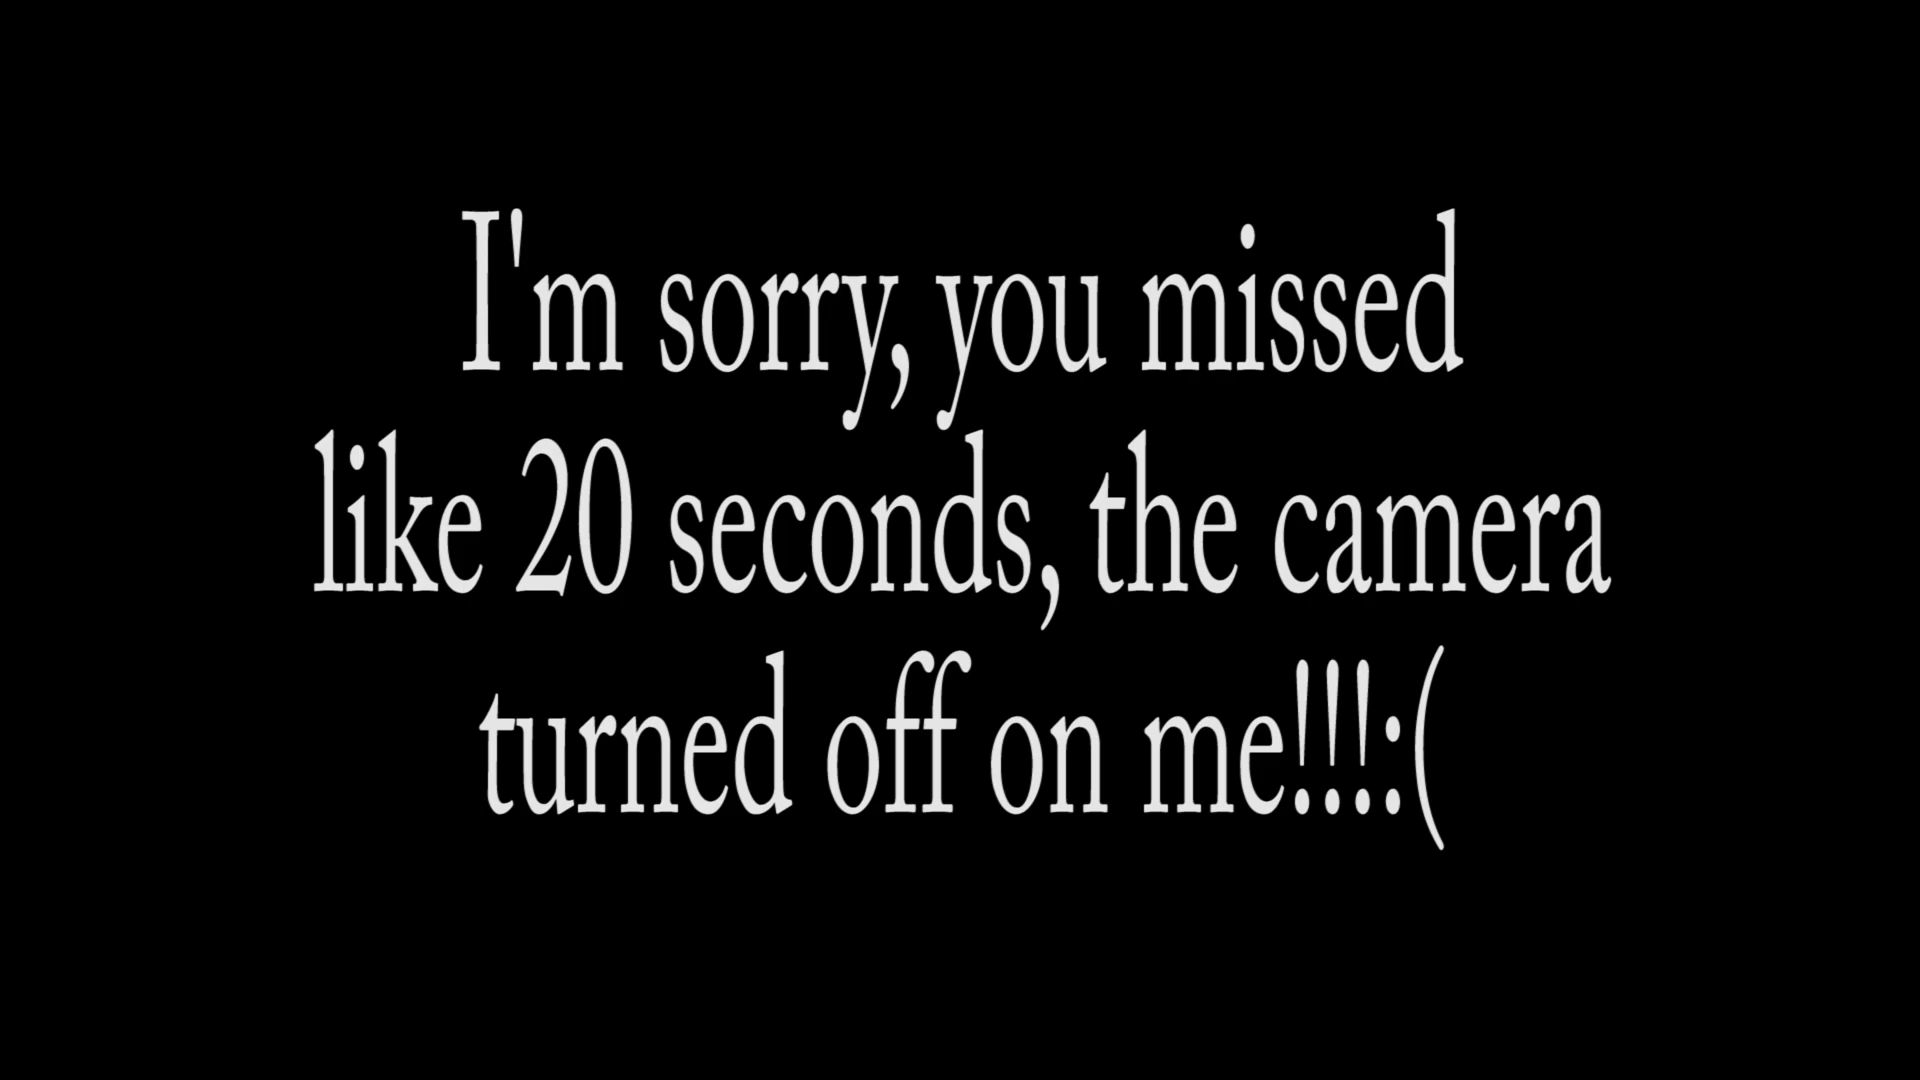 I'm sorry, you missed
like 20 seconds, the camera
turned off on me!!!:(